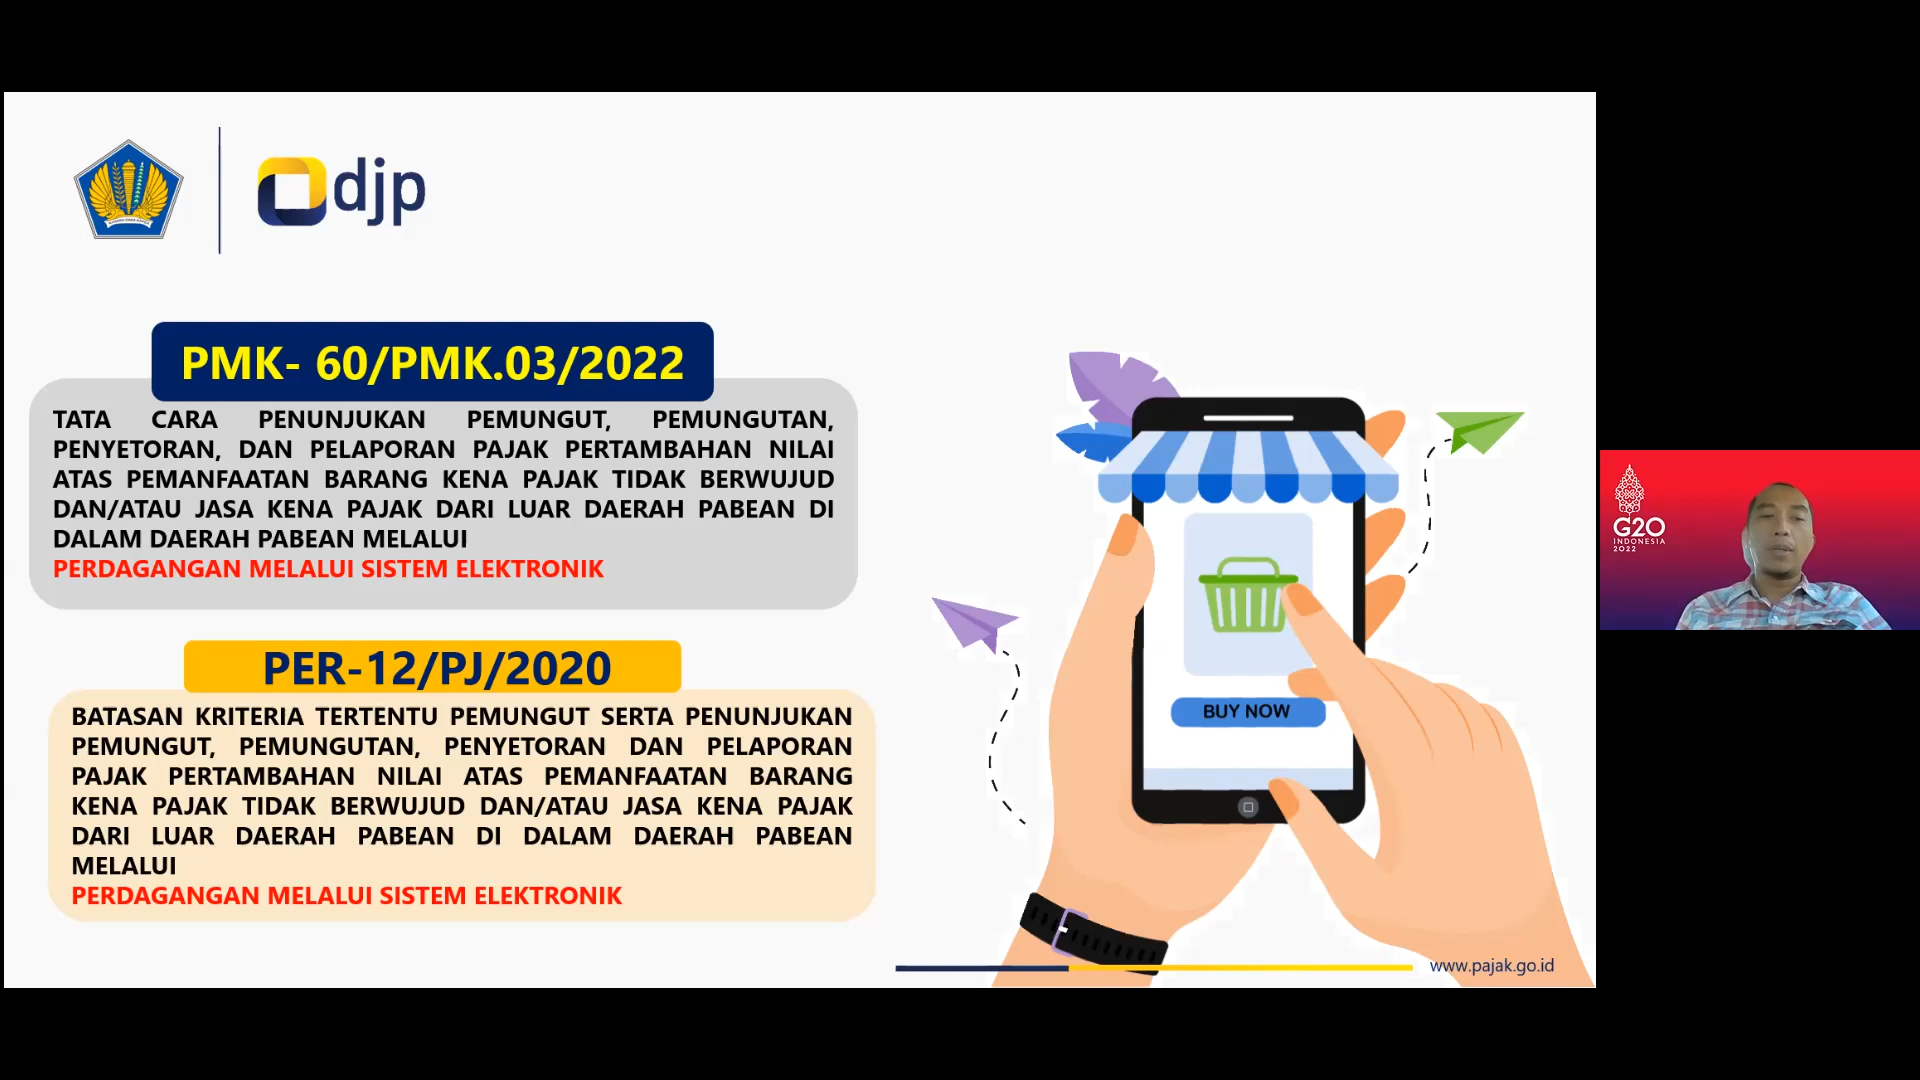 djp
PMK- 60/PMK.03/2022
TATA CARA PENUNJUKAN PEMUNGUT, PEMUNGUTAN,
PENYETORAN, DAN PELAPORAN PAJAK PERTAMBAHAN NILAI
ATAS PEMANFAATAN BARANG KENA PAJAK TIDAK BERWUJUD
DAN/ATAU JASA KENA PAJAK DARI LUAR DAERAH PABEAN DI
DALAM DAERAH PABEAN MELALUI
PERDAGANGAN MELALUI SISTEM ELEKTRONIK
PER-12/PJ/2020
BATASAN KRITERIA TERTENTU PEMUNGUT SERTA PENUNJUKAN
PEMUNGUT, PEMUNGUTAN, PENYETORAN DAN PELAPORAN
PAJAK PERTAMBAHAN NILAI ATAS PEMANFAATAN BARANG
KENA PAJAK TIDAK BERWUJUD DAN/ATAU JASA KENA PAJAK
DARI LUAR DAERAH PABEAN DI DALAM DAERAH PABEAN
MELALUI
PERDAGANGAN MELALUI SISTEM ELEKTRONIK
BUY NOW
www.pajak.go.id
G20
INDONESIA
2022